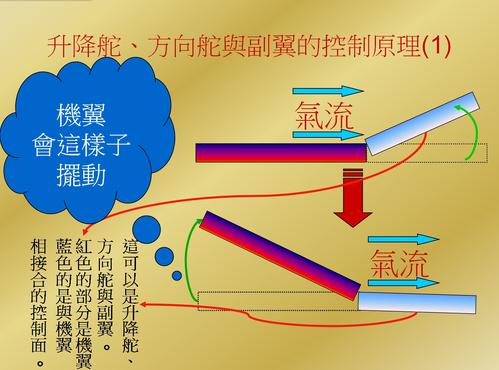 升降舵、方向舵與副翼的控制原理(1)
機翼
會這樣子
擺動
氣流
氣流
這可以是升降舵、
方向舵與副翼。
紅色的部分是機翼
藍色的是與機翼
相接合的控制面。